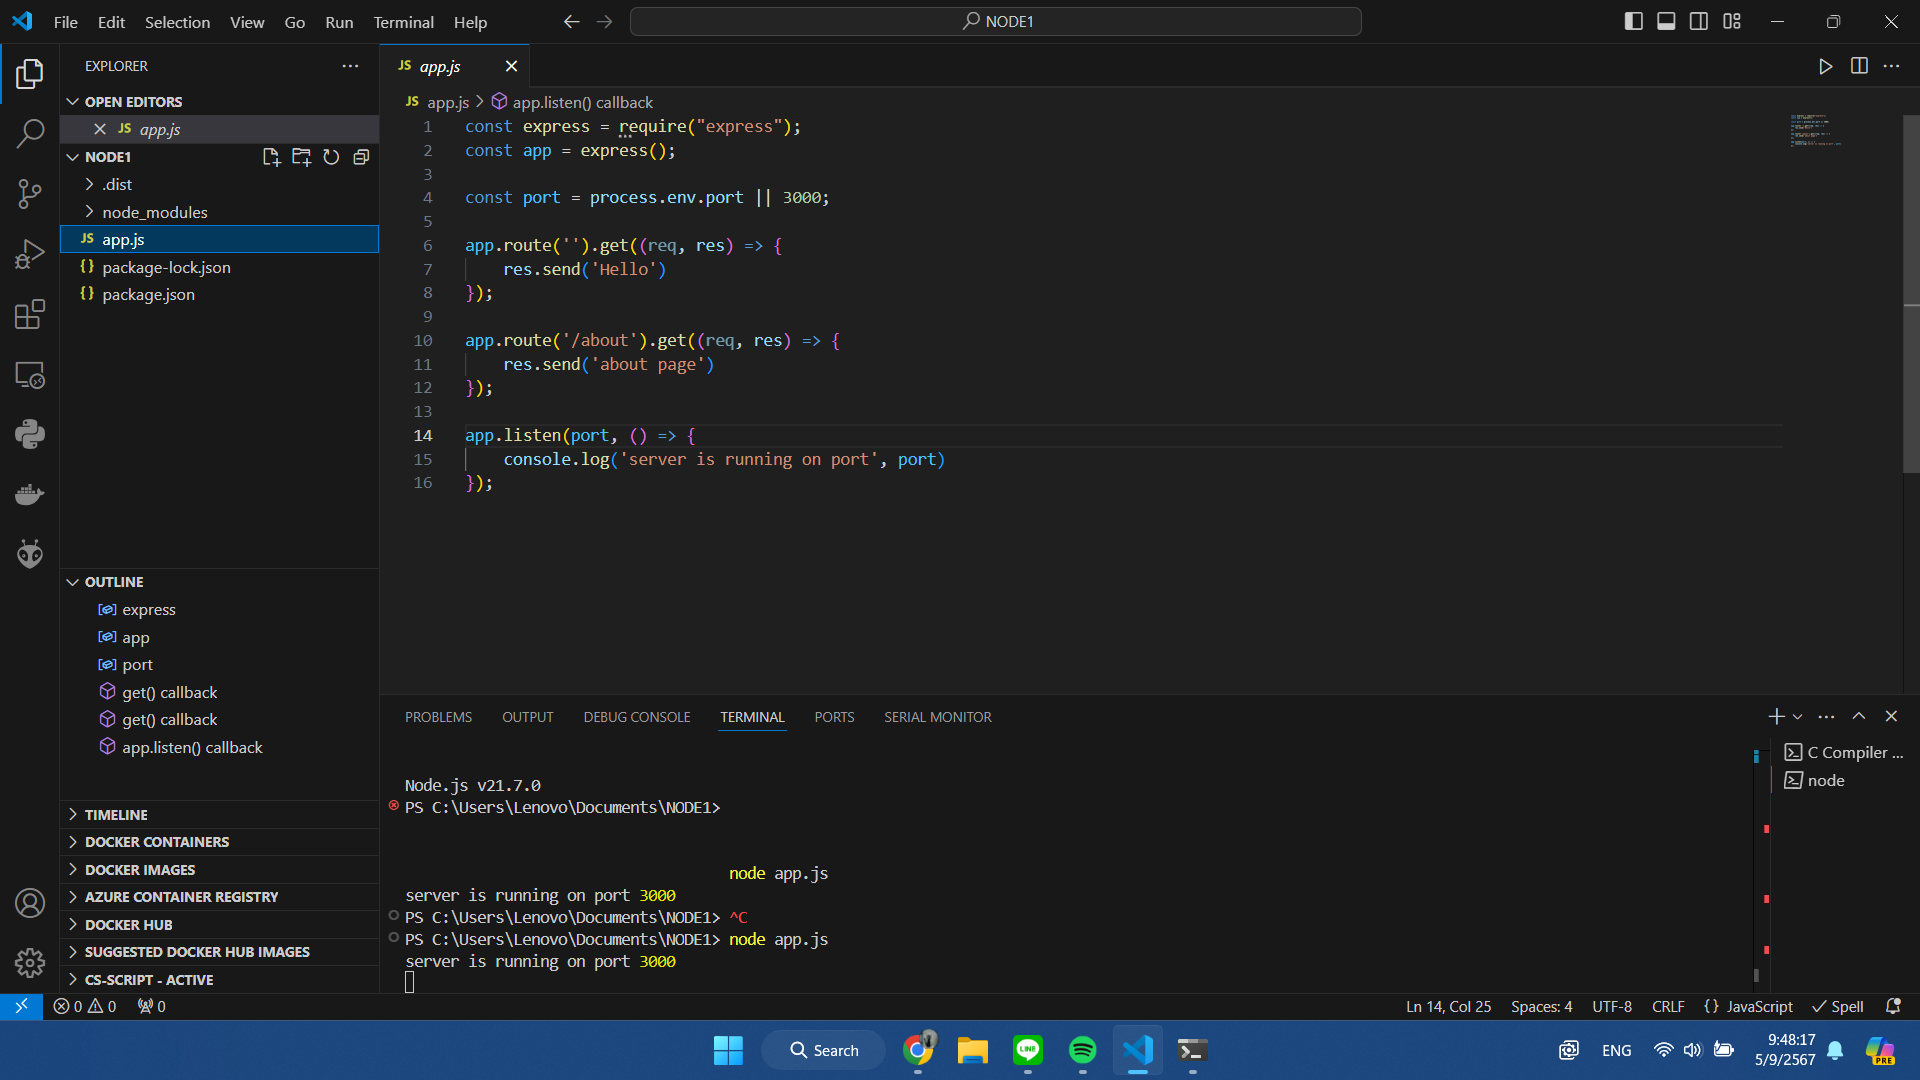 File Edit Selection View Go Run Terminal Help
NODE1
EXPLORER
OPEN EDITORS
JS app.js
NODE1
.dist
node_modules
JS app.js
{} package-lock.json
{} package.json
OUTLINE
express
app
port
get() callback
get() callback
app.listen() callback
TIMELINE
DOCKER CONTAINERS
DOCKER IMAGES
AZURE CONTAINER REGISTRY
DOCKER HUB
SUGGESTED DOCKER HUB IMAGES
CS-SCRIPT - ACTIVE
JS app.js
JS app.js > app.listen() callback
1 const express = require("express");
2 const app = express();
3
4 const port = process.env.port || 3000;
5
6 app.route('').get((req, res) => {
7 res.send('Hello')
8 });
9
10 app.route('/about').get((req, res) => {
11 res.send('about page')
12 });
13
14 app.listen(port, () => {
15 console.log('server is running on port', port)
16 });
PROBLEMS OUTPUT DEBUG CONSOLE TERMINAL PORTS SERIAL MONITOR
Node.js v21.7.0
PS C:\Users\Lenovo\Documents\NODE1>
node app.js
server is running on port 3000
PS C:\Users\Lenovo\Documents\NODE1> ^C
PS C:\Users\Lenovo\Documents\NODE1> node app.js
server is running on port 3000
C Compiler ...
node
0 0 0
Ln 14, Col 25 Spaces: 4 UTF-8 CRLF {} JavaScript Spell
Search
LINE
ENG
9:48:17
5/9/2567
PRE